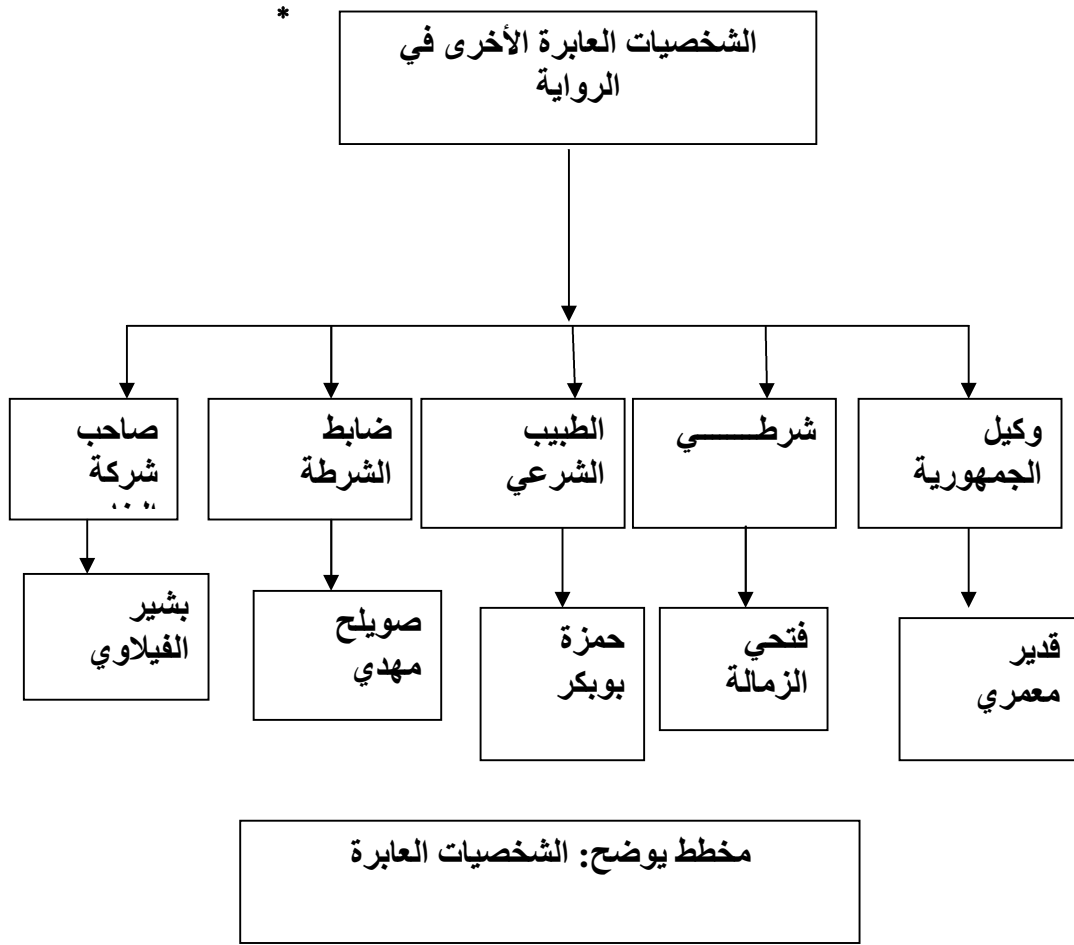 *
الشخصيات العابرة الأخرى في
الرواية
وكيل
الجمهورية
شرطــــــي
الطبيب
الشرعي
ضابط
الشرطة
صاحب
شركة
قدير
معمري
فتحي
الزمالة
حمزة
بوبكر
صويلح
مهدي
بشير
الفيلاوي
مخطط يوضح: الشخصيات العابرة